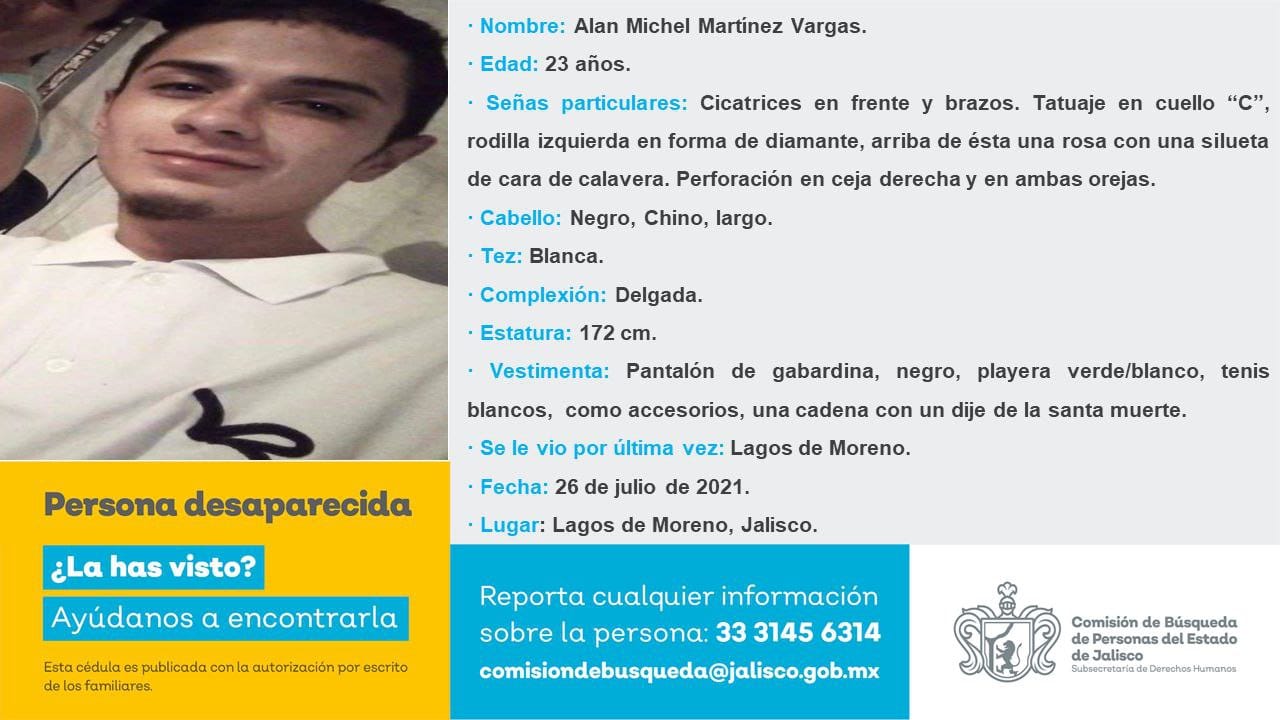 · Nombre: Alan Michel Martínez Vargas.
· Edad: 23 años.
· Señas particulares: Cicatrices en frente y brazos. Tatuaje en cuello “C”,
rodilla izquierda en forma de diamante, arriba de ésta una rosa con una silueta
de cara de calavera. Perforación en ceja derecha y en ambas orejas.
· Cabello: Negro, Chino, largo.
· Tez: Blanca.
· Complexión: Delgada.
· Estatura: 172 cm.
· Vestimenta: Pantalón de gabardina, negro, playera verde/blanco, tenis
blancos, como accesorios, una cadena con un dije de la santa muerte.
· Se le vio por última vez: Lagos de Moreno.
· Fecha: 26 de julio de 2021.
· Lugar: Lagos de Moreno, Jalisco.
Persona desaparecida
¿La has visto?
Ayúdanos a encontrarla
Esta cédula es publicada con la autorización por escrito
de los familiares.
Reporta cualquier información
sobre la persona: 33 3145 6314
comisiondebusqueda@jalisco.gob.mx
Comisión de Búsqueda
de Personas del Estado
de Jalisco
Subsecretaría de Derechos Humanos